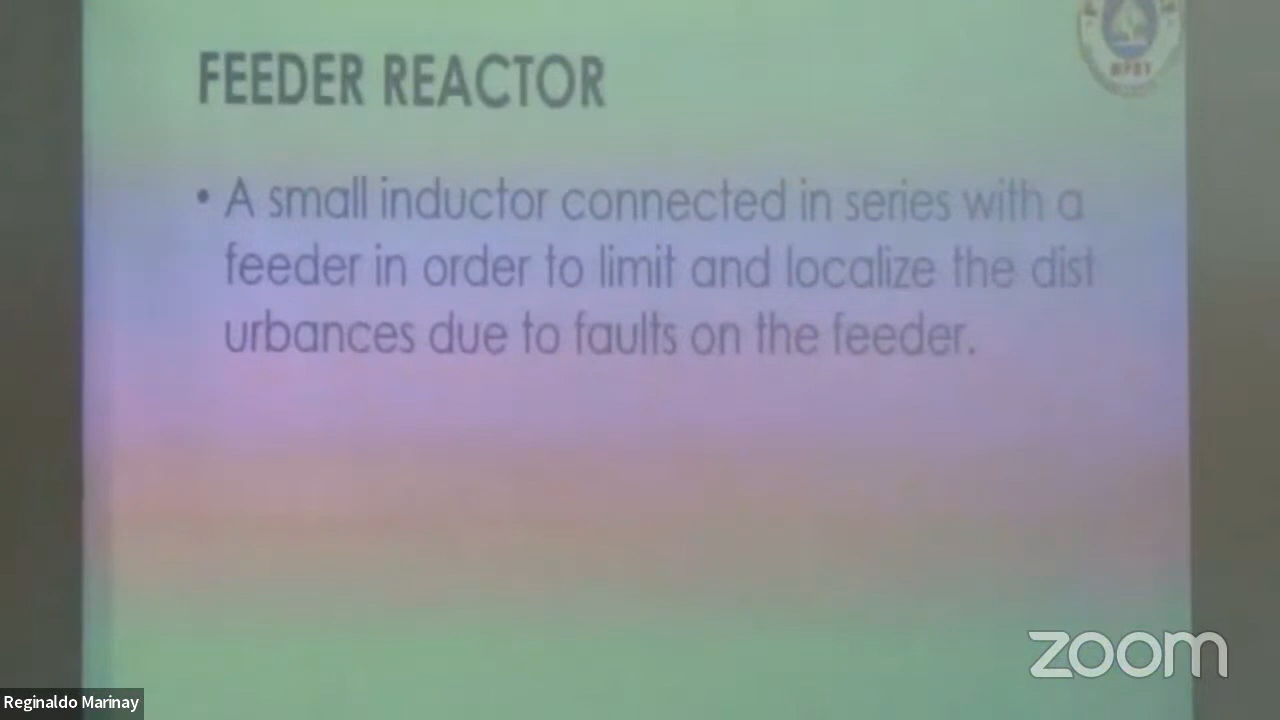 FEEDER REACTOR
• A small inductor connected in series with a
feeder in order to limit and localize the dist
urbances due to faults on the feeder.
zoom
Reginaldo Marinay